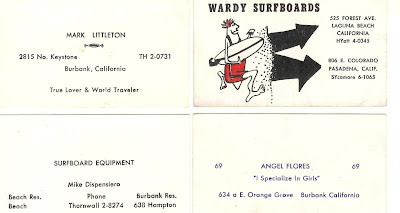 MARK LITTLETON
2815 No. Keystone TH 2-0731
Burbank, California
True Lover & World Traveler
WARDY SURFBOARDS
525 FOREST AVE.
LAGUNA BEACH
CALIFORNIA
HYatt 4-0345
806 E. COLORADO
PASADENA, CALIF.
SYcamore 6-1065
SURFBOARD EQUIPMENT
Mike Dispensiero
Beach Res. Phone Burbank Res.
Beach Thornwall 2-8274 638 Hampton
69 ANGEL FLORES 69
"I Specialize In Girls"
634 a E. Orange Grove Burbank California